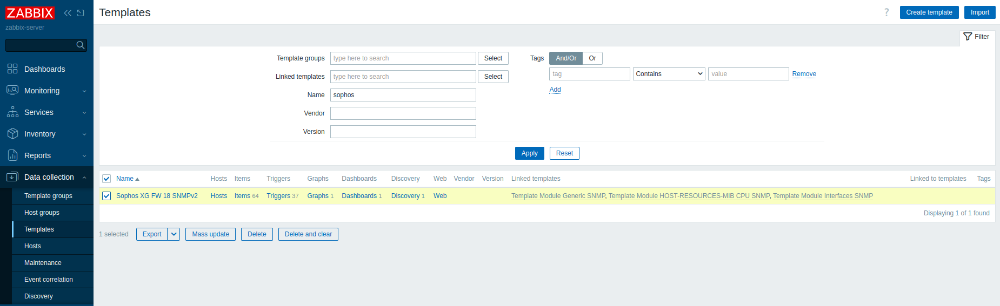 ZABBIX
zabbix-server
Dashboards
Monitoring
Services
Inventory
Reports
Data collection
Template groups
Host groups
Templates
Hosts
Maintenance
Event correlation
Discovery
Templates
? Create template Import
Filter
Template groups type here to search Select
Linked templates type here to search Select
Name sophos
Vendor
Version
Tags And/Or Or
tag Contains value Remove
Add
Apply Reset
Name Hosts Items Triggers Graphs Dashboards Discovery Web Vendor Version Linked templates Linked to templates Tags
Sophos XG FW 18 SNMPv2 Hosts Items 64 Triggers 37 Graphs 1 Dashboards 1 Discovery 1 Web Template Module Generic SNMP, Template Module HOST-RESOURCES-MIB CPU SNMP, Template Module Interfaces SNMP
Displaying 1 of 1 found
1 selected Export Mass update Delete Delete and clear